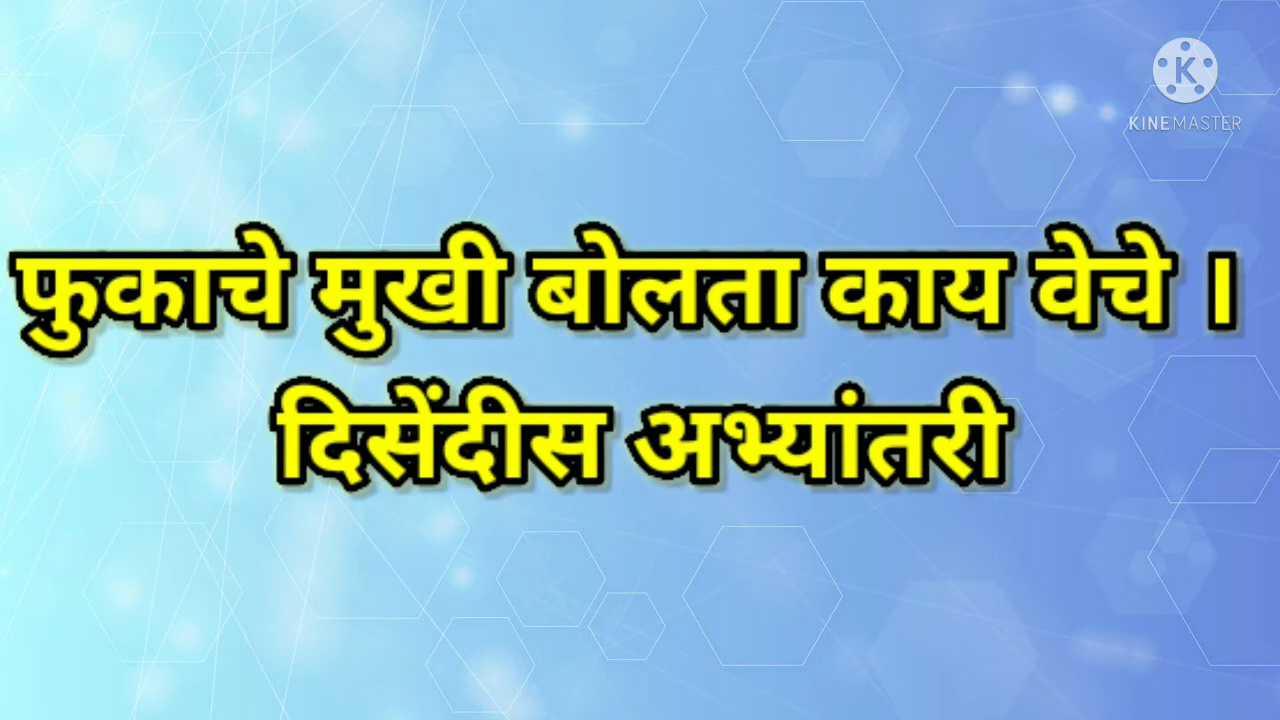 KINEMASTER
फुकाचे मुखी बोलता काय वेचे ।
दिसेंदीस अभ्यांतरी